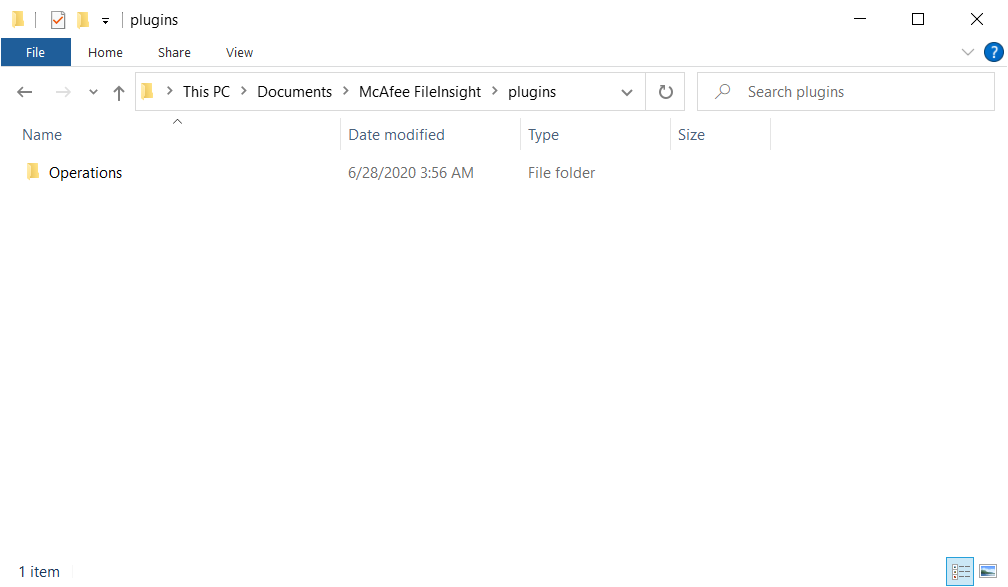 plugins
File Home Share View ?
This PC Documents McAfee FileInsight plugins Search plugins
Name Date modified Type Size
Operations 6/28/2020 3:56 AM File folder
1 item